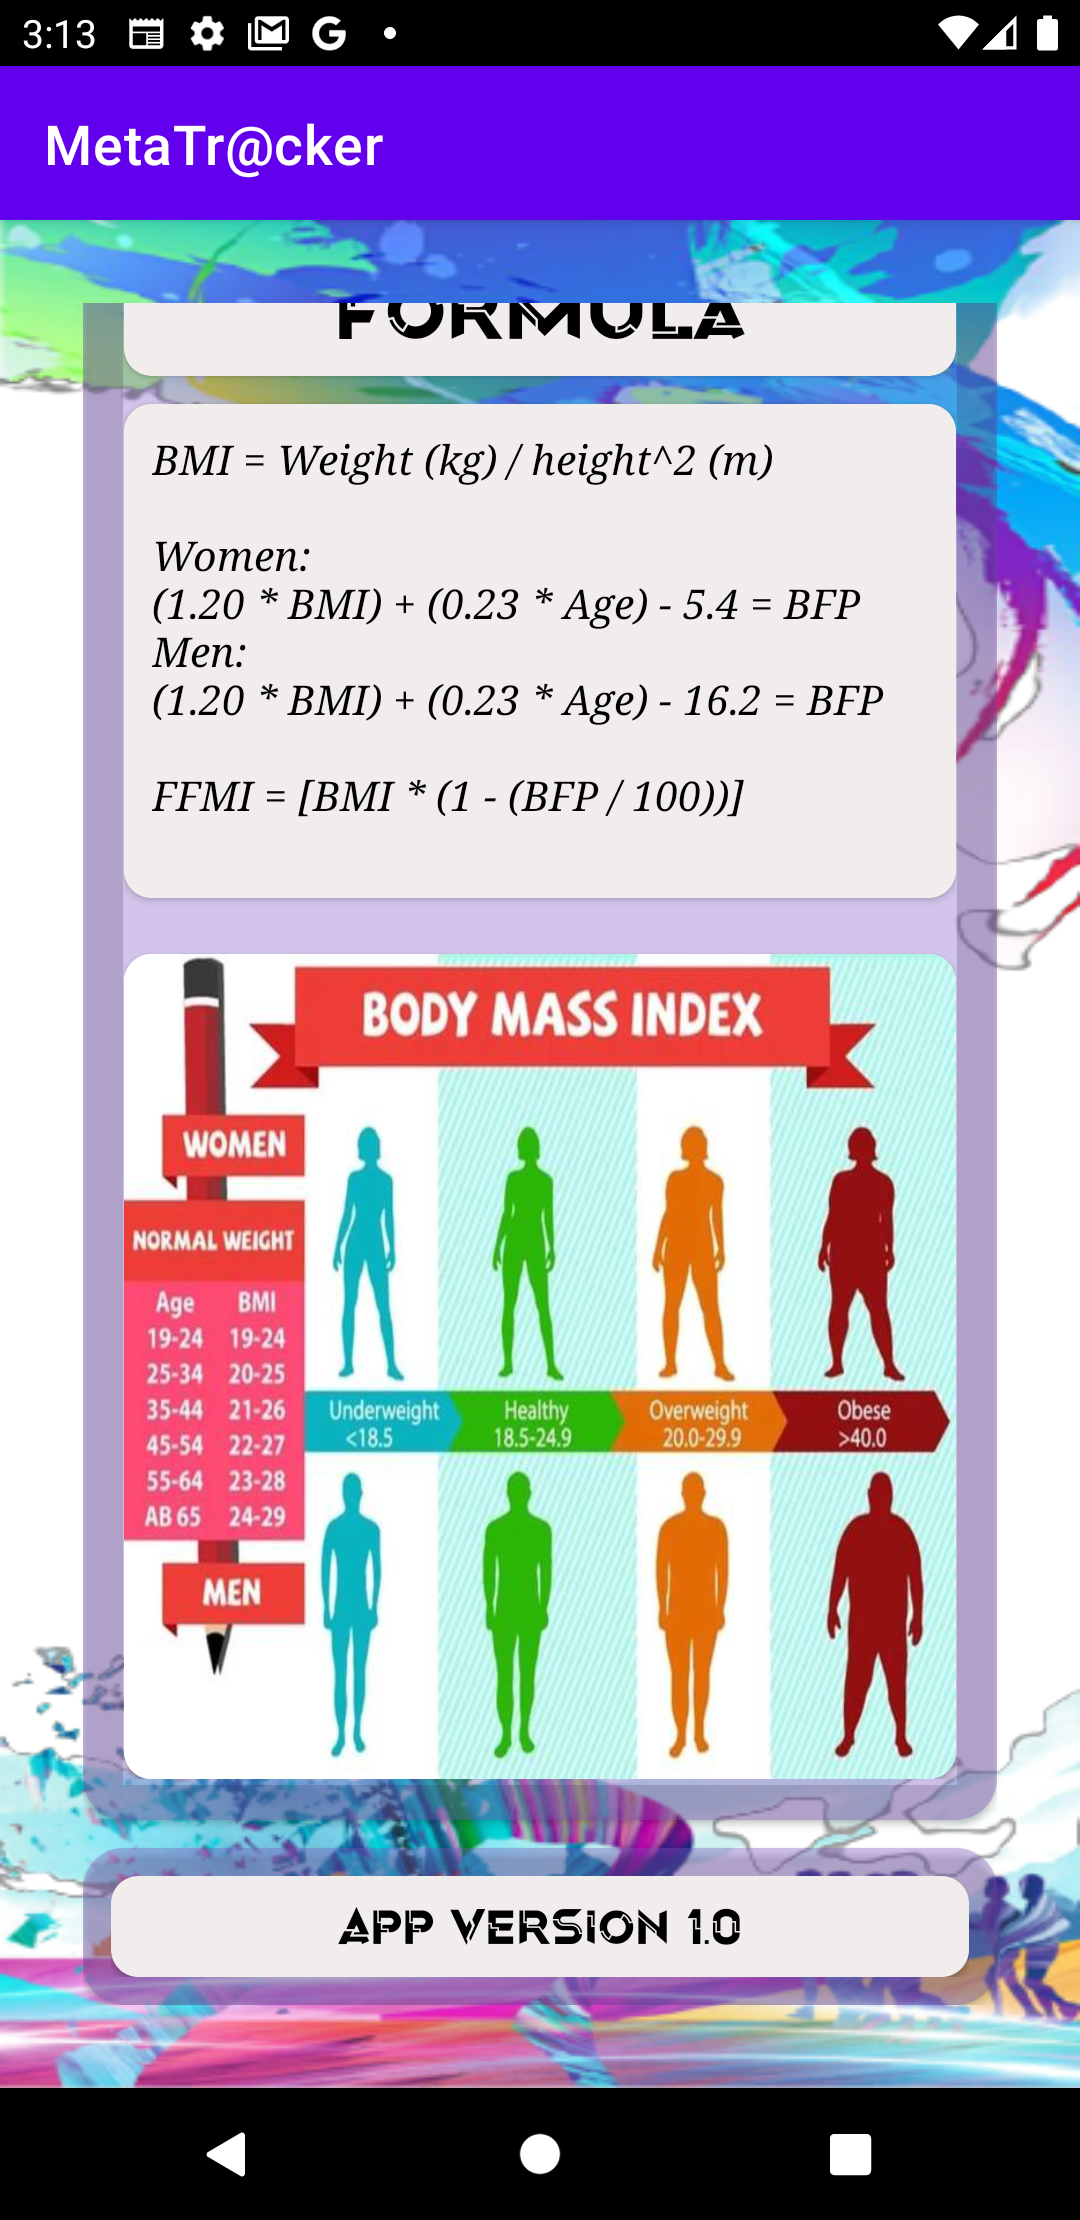 3:13
MetaTr@cker
FORMULA
BMI = Weight (kg) / height^2 (m)
Women:
(1.20 * BMI) + (0.23 * Age) - 5.4 = BFP
Men:
(1.20 * BMI) + (0.23 * Age) - 16.2 = BFP
FFMI = [BMI * (1 - (BFP / 100))]
BODY MASS INDEX
WOMEN
NORMAL WEIGHT
Age BMI
19-24 19-24
25-34 20-25
35-44 21-26
45-54 22-27
55-64 23-28
AB 65 24-29
Underweight
<18.5
Healthy
18.5-24.9
Overweight
20.0-29.9
Obese
>40.0
MEN
APP VERSION 1.0